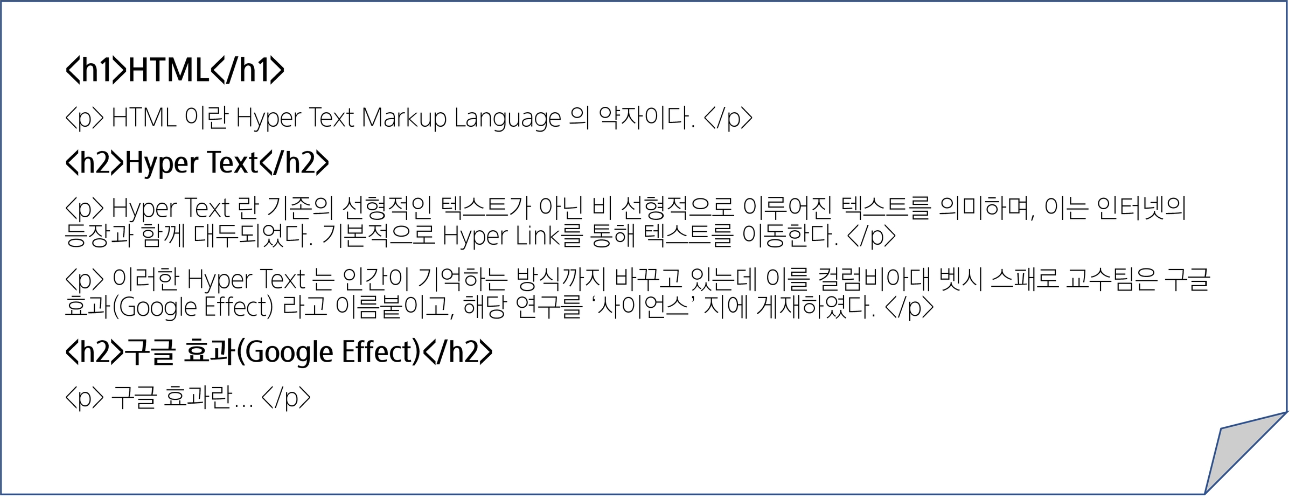 <h1>HTML</h1>
<p> HTML 이란 Hyper Text Markup Language 의 약자이다. </p>
<h2>Hyper Text</h2>
<p> Hyper Text 란 기존의 선형적인 텍스트가 아닌 비 선형적으로 이루어진 텍스트를 의미하며, 이는 인터넷의
등장과 함께 대두되었다. 기본적으로 Hyper Link를 통해 텍스트를 이동한다. </p>
<p> 이러한 Hyper Text 는 인간이 기억하는 방식까지 바꾸고 있는데 이를 컬럼비아대 벳시 스패로 교수팀은 구글
효과(Google Effect) 라고 이름붙이고, 해당 연구를 ‘사이언스’ 지에 게재하였다. </p>
<h2>구글 효과(Google Effect)</h2>
<p> 구글 효과란... </p>